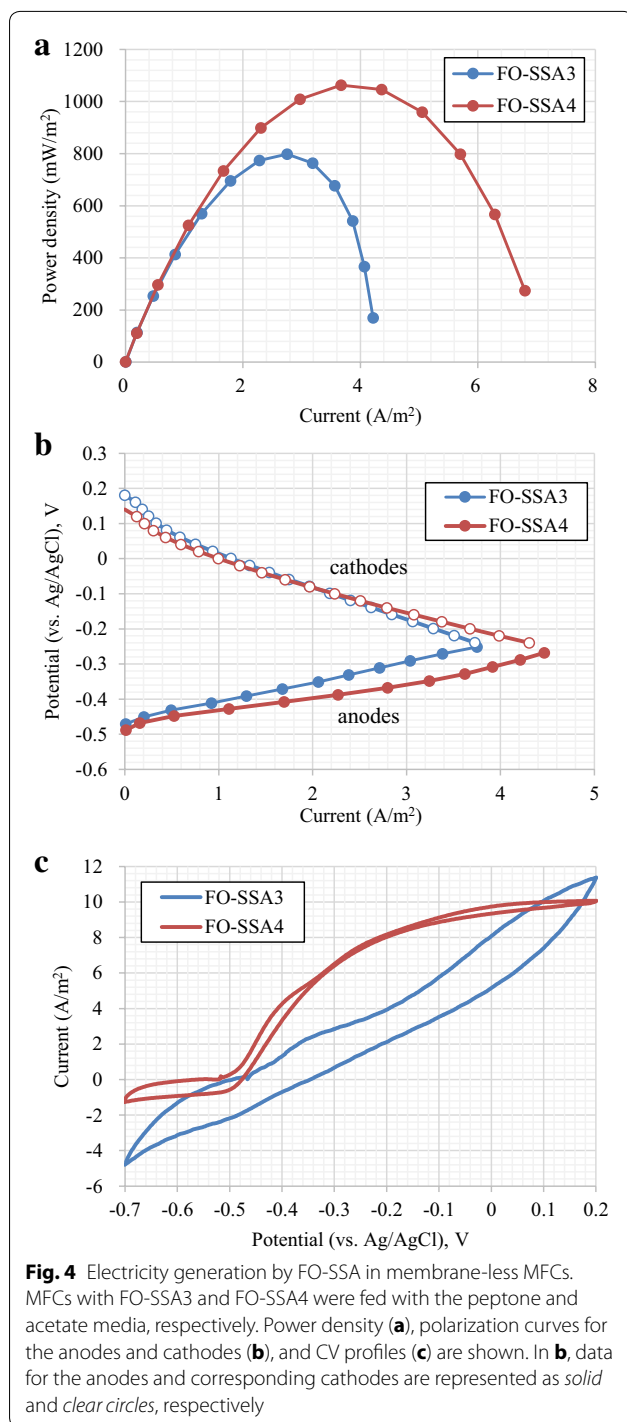 a
1200
1000
800
600
400
200
0
Power density (mW/m²)
FO-SSA3
FO-SSA4
0 2 4 6 8
Current (A/m²)
b
0.3
0.2
0.1
0
-0.1
-0.2
-0.3
-0.4
-0.5
-0.6
Potential (vs. Ag/AgCl), V
FO-SSA3
FO-SSA4
cathodes
anodes
0 1 2 3 4 5
Current (A/m²)
c
12
10
8
6
4
2
0
-2
-4
-6
Current (A/m²)
FO-SSA3
FO-SSA4
-0.7 -0.6 -0.5 -0.4 -0.3 -0.2 -0.1 0 0.1 0.2
Potential (vs. Ag/AgCl), V
Fig. 4 Electricity generation by FO-SSA in membrane-less MFCs.
MFCs with FO-SSA3 and FO-SSA4 were fed with the peptone and
acetate media, respectively. Power density (a), polarization curves for
the anodes and cathodes (b), and CV profiles (c) are shown. In b, data
for the anodes and corresponding cathodes are represented as solid
and clear circles, respectively